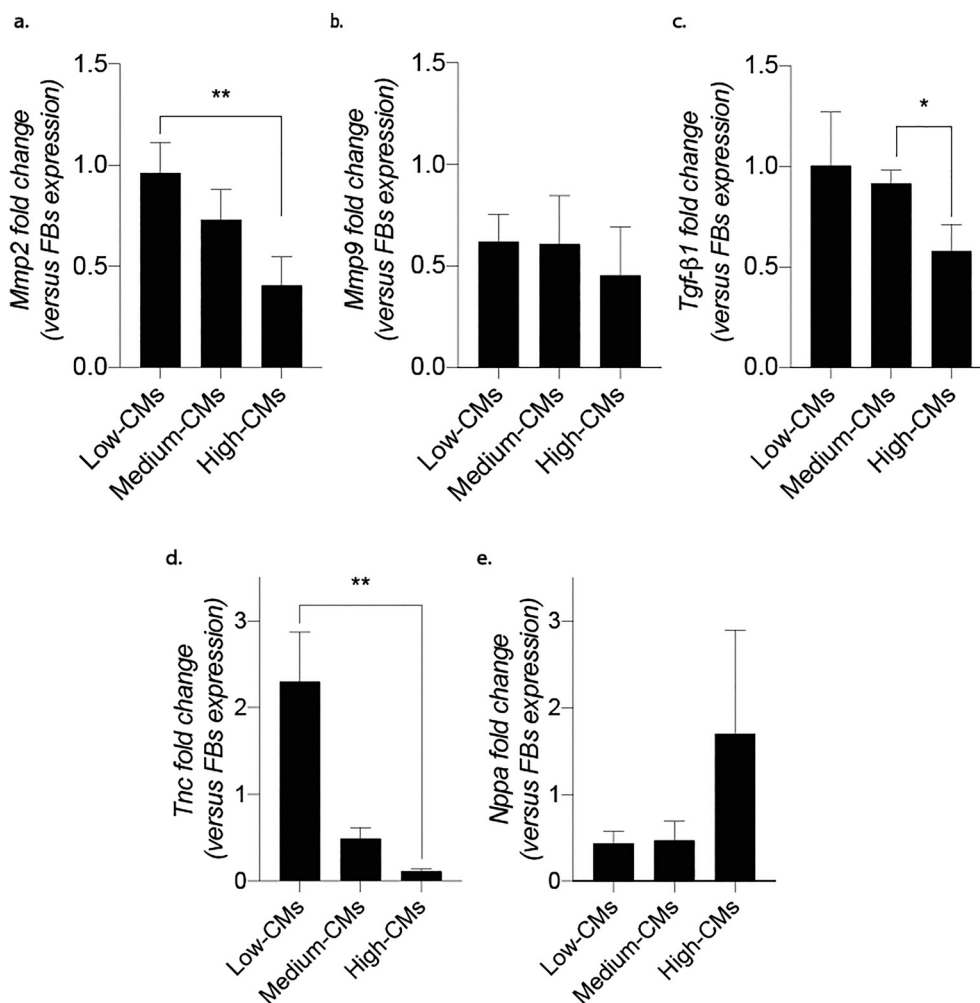 a.
Mmp2 fold change
(versus FBs expression)
1.5
1.0
0.5
0.0
**
Low-CMs
Medium-CMs
High-CMs
b.
Mmp9 fold change
(versus FBs expression)
1.5
1.0
0.5
0.0
Low-CMs
Medium-CMs
High-CMs
c.
Tgf-β1 fold change
(versus FBs expression)
1.5
1.0
0.5
0.0
*
Low-CMs
Medium-CMs
High-CMs
d.
Tnc fold change
(versus FBs expression)
3
2
1
0
**
Low-CMs
Medium-CMs
High-CMs
e.
Nppa fold change
(versus FBs expression)
3
2
1
0
Low-CMs
Medium-CMs
High-CMs